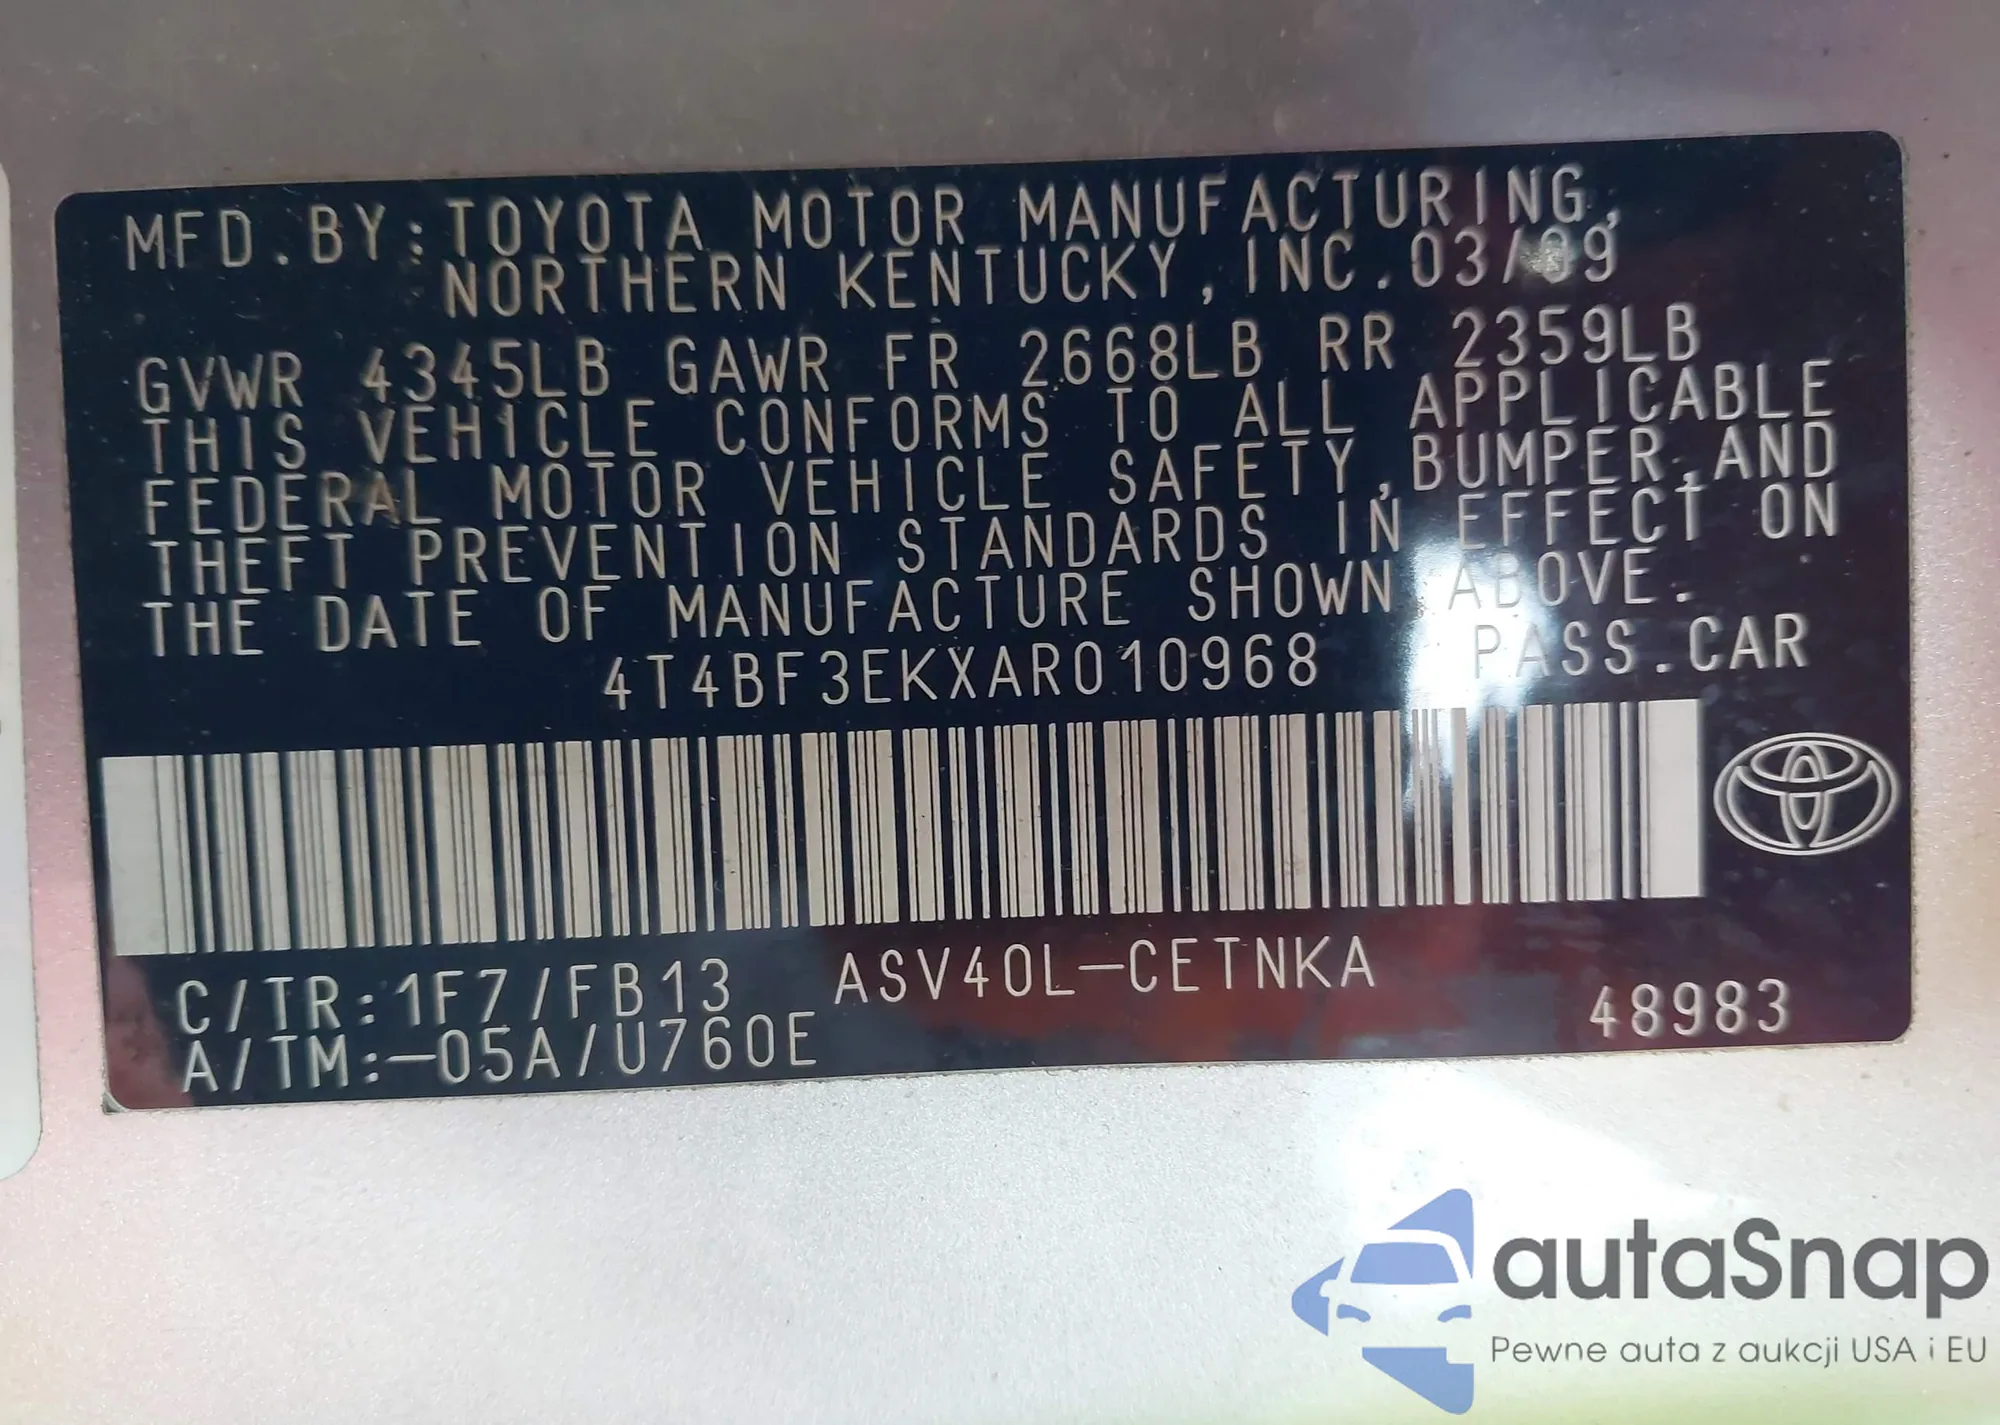 MFD.BY:TOYOTA MOTOR MANUFACTURING,
NORTHERN KENTUCKY, INC.03/09
GVWR 4345LB GAWR FR 2668LB RR 2359LB
THIS VEHICLE CONFORMS TO ALL APPLICABLE
FEDERAL MOTOR VEHICLE SAFETY,BUMPER,AND
THEFT PREVENTION STANDARDS IN EFFECT ON
THE DATE OF MANUFACTURE SHOWN ABOVE.
4T4BF3EKXAR010968 PASS.CAR
C/TR:1F7/FB13 ASV40L-CETNKA
A/TM:-05A/U760E 48983
autaSnap
Pewne auta z aukcji USA i EU